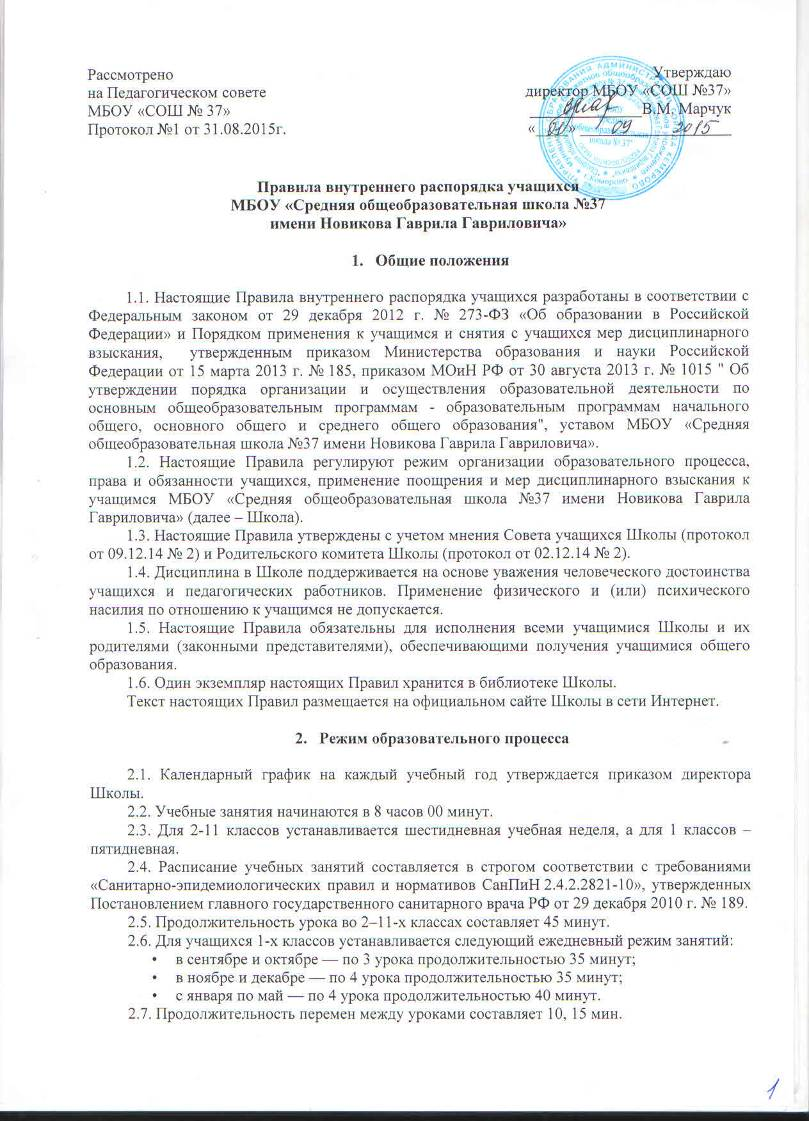 Рассмотрено
на Педагогическом совете
МБОУ «СОШ № 37»
Протокол №1 от 31.08.2015г.
Утверждаю
директор МБОУ «СОШ №37»
В.М. Марчук
« 01 » 09 2015
Правила внутреннего распорядка учащихся
МБОУ «Средняя общеобразовательная школа №37
имени Новикова Гаврила Гавриловича»
1. Общие положения
1.1. Настоящие Правила внутреннего распорядка учащихся разработаны в соответствии с
Федеральным законом от 29 декабря 2012 г. № 273-ФЗ «Об образовании в Российской
Федерации» и Порядком применения к учащимся и снятия с учащихся мер дисциплинарного
взыскания, утвержденным приказом Министерства образования и науки Российской
Федерации от 15 марта 2013 г. № 185, приказом МОиН РФ от 30 августа 2013 г. № 1015 " Об
утверждении порядка организации и осуществления образовательной деятельности по
основным общеобразовательным программам - образовательным программам начального
общего, основного общего и среднего общего образования", уставом МБОУ «Средняя
общеобразовательная школа №37 имени Новикова Гаврила Гавриловича».
1.2. Настоящие Правила регулируют режим организации образовательного процесса,
права и обязанности учащихся, применение поощрения и мер дисциплинарного взыскания к
учащимся МБОУ «Средняя общеобразовательная школа №37 имени Новикова Гаврила
Гавриловича» (далее – Школа).
1.3. Настоящие Правила утверждены с учетом мнения Совета учащихся Школы (протокол
от 09.12.14 № 2) и Родительского комитета Школы (протокол от 02.12.14 № 2).
1.4. Дисциплина в Школе поддерживается на основе уважения человеческого достоинства
учащихся и педагогических работников. Применение физического и (или) психического
насилия по отношению к учащимся не допускается.
1.5. Настоящие Правила обязательны для исполнения всеми учащимися Школы и их
родителями (законными представителями), обеспечивающими получения учащимися общего
образования.
1.6. Один экземпляр настоящих Правил хранится в библиотеке Школы.
Текст настоящих Правил размещается на официальном сайте Школы в сети Интернет.
2. Режим образовательного процесса
2.1. Календарный график на каждый учебный год утверждается приказом директора
Школы.
2.2. Учебные занятия начинаются в 8 часов 00 минут.
2.3. Для 2-11 классов устанавливается шестидневная учебная неделя, а для 1 классов –
пятидневная.
2.4. Расписание учебных занятий составляется в строгом соответствии с требованиями
«Санитарно-эпидемиологических правил и нормативов СанПиН 2.4.2.2821-10», утвержденных
Постановлением главного государственного санитарного врача РФ от 29 декабря 2010 г. № 189.
2.5. Продолжительность урока во 2–11-х классах составляет 45 минут.
2.6. Для учащихся 1-х классов устанавливается следующий ежедневный режим занятий:
• в сентябре и октябре — по 3 урока продолжительностью 35 минут;
• в ноябре и декабре — по 4 урока продолжительностью 35 минут;
• с января по май — по 4 урока продолжительностью 40 минут.
2.7. Продолжительность перемен между уроками составляет 10, 15 мин.
1